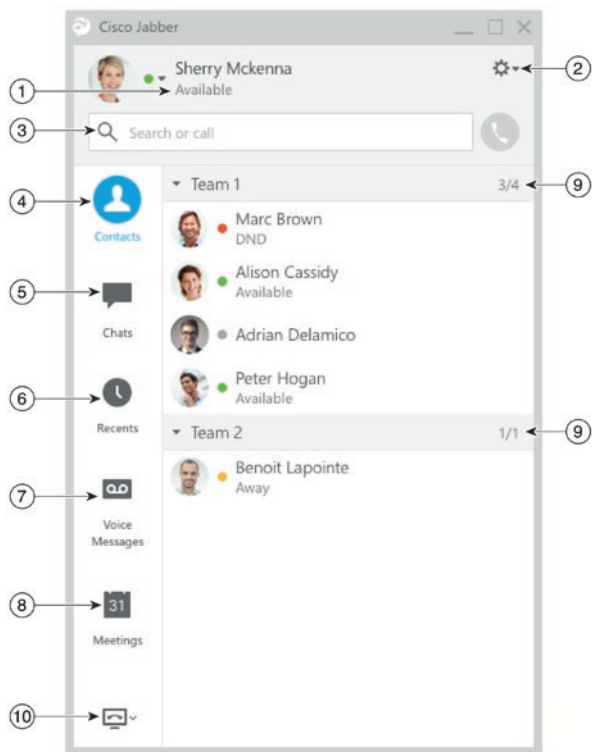 Cisco Jabber
Sherry Mckenna
Available
1
2
3
Search or call
4
Contacts
Team 1
3/4
9
Marc Brown
DND
5
Chats
Alison Cassidy
Available
Adrian Delamico
6
Recents
Peter Hogan
Available
Team 2
1/1
9
7
Voice
Messages
Benoit Lapointe
Away
8
31
Meetings
10